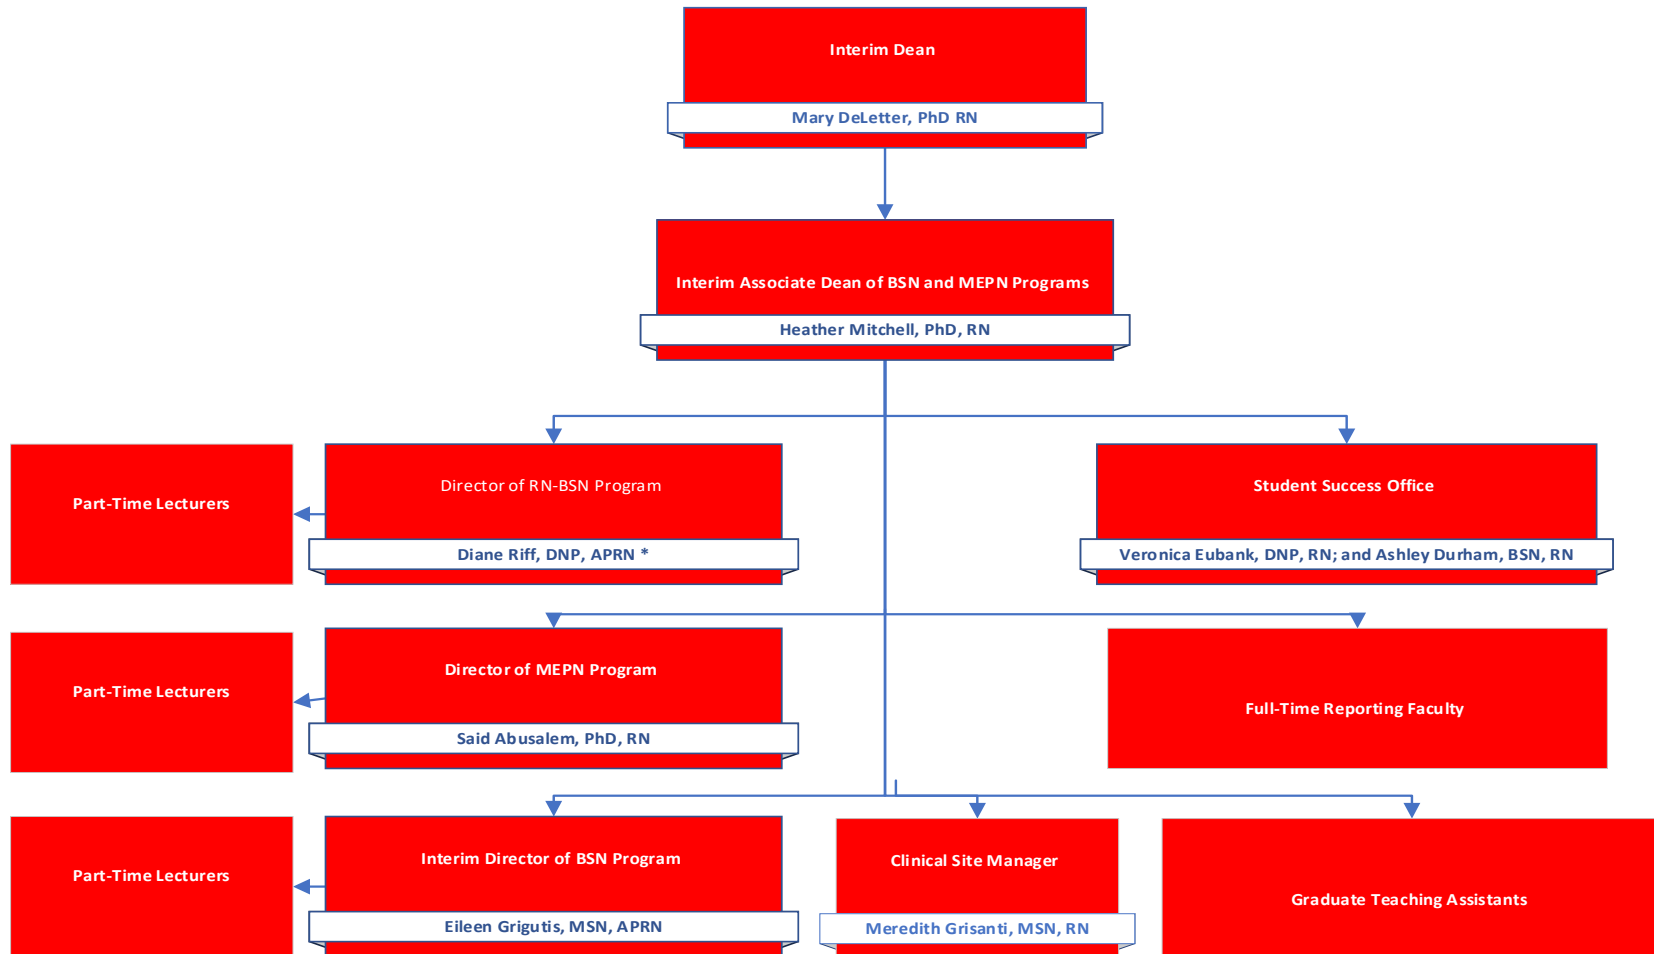 Interim Dean
Mary DeLetter, PhD RN
Interim Associate Dean of BSN and MEPN Programs
Heather Mitchell, PhD, RN
Part-Time Lecturers
Director of RN-BSN Program
Diane Riff, DNP, APRN *
Student Success Office
Veronica Eubank, DNP, RN; and Ashley Durham, BSN, RN
Part-Time Lecturers
Director of MEPN Program
Said Abusalem, PhD, RN
Full-Time Reporting Faculty
Part-Time Lecturers
Interim Director of BSN Program
Eileen Grigutis, MSN, APRN
Clinical Site Manager
Meredith Grisanti, MSN, RN
Graduate Teaching Assistants